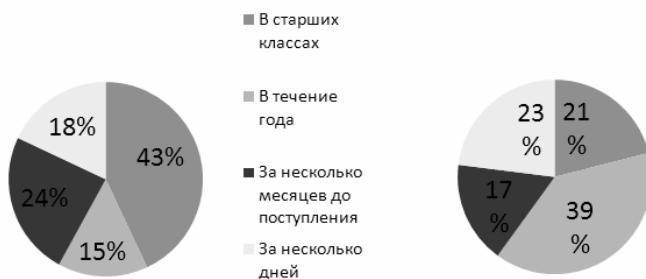 В старших
классах
В течение
года
За несколько
месяцев до
поступления
За несколько
дней
18%
43%
24%
15%
23
%
21
%
17
%
39
%